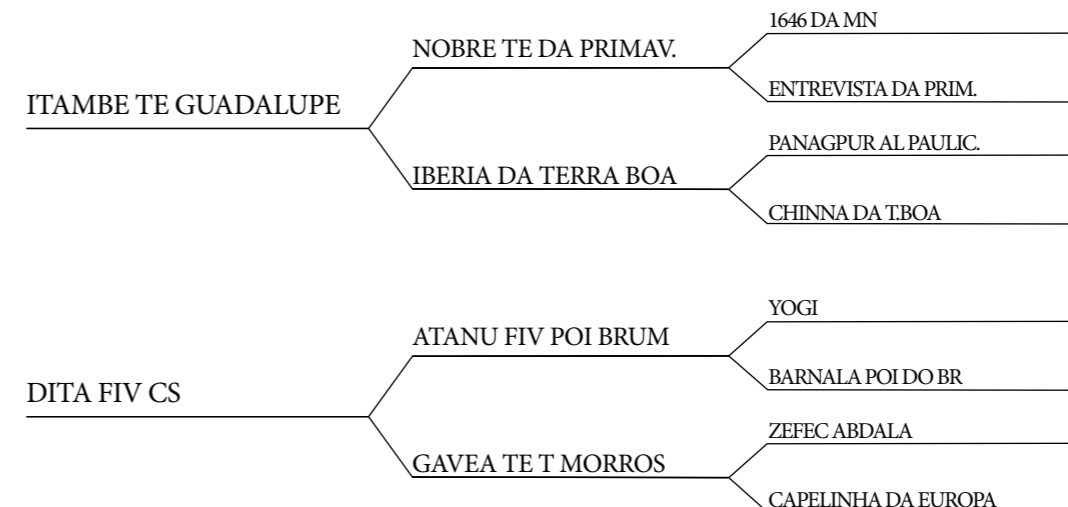 1646 DA MN
NOBRE TE DA PRIMAV.
ENTREVISTA DA PRIM.
ITAMBE TE GUADALUPE
PANAGPUR AL PAULIC.
IBERIA DA TERRA BOA
CHINNA DA T.BOA
YOGI
ATANU FIV POI BRUM
BARNALA POI DO BR
DITA FIV CS
ZEFEC ABDALA
GAVEA TE T MORROS
CAPELINHA DA EUROPA